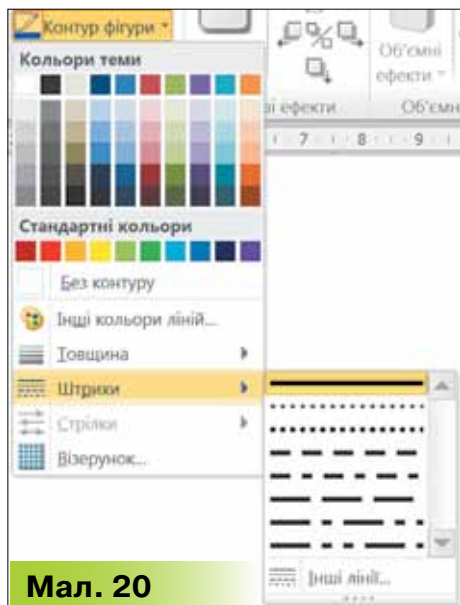 Контур фігури
Об'ємні
ефекти
Кольори теми
ефекти
Об'ємн
7 8 9
Стандартні кольори
Без контуру
Інші кольори ліній...
Товщина
Штрихи
Стрілки
Візерунок...
Інші лінії...
Мал. 20